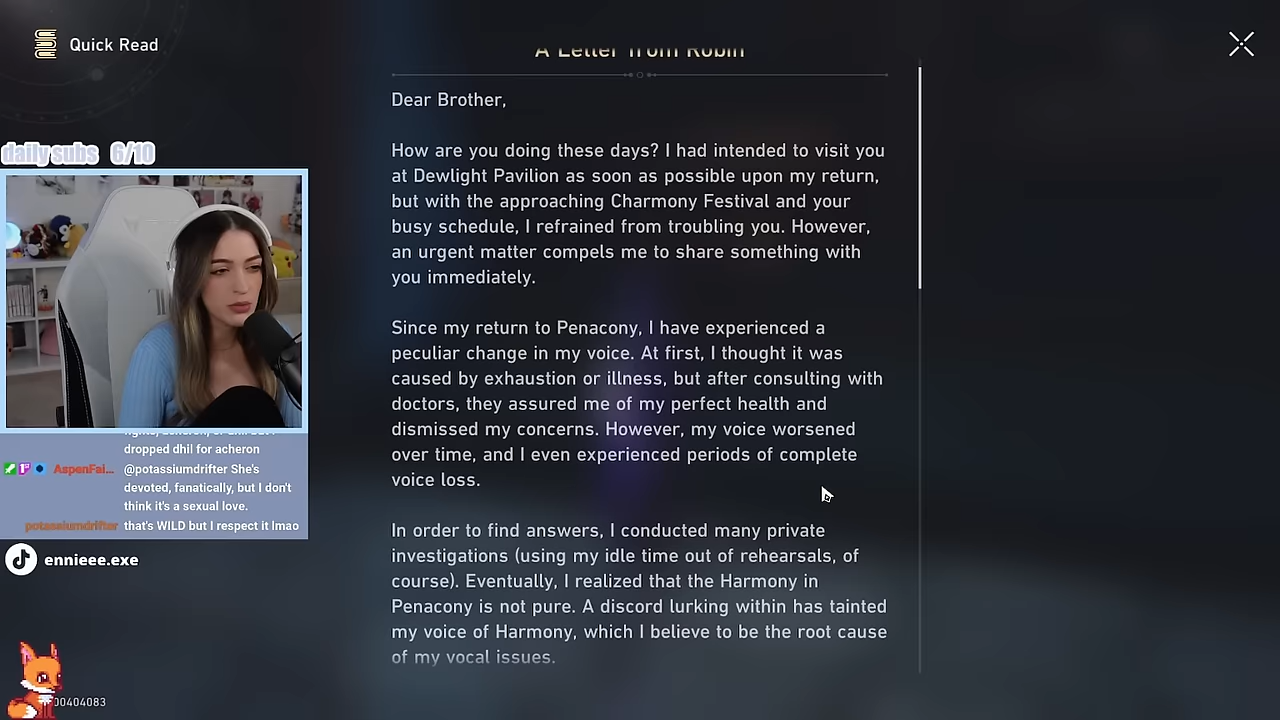 Quick Read
A Letter from Robin
Dear Brother,
How are you doing these days? I had intended to visit you
at Dewlight Pavilion as soon as possible upon my return,
but with the approaching Charmony Festival and your
busy schedule, I refrained from troubling you. However,
an urgent matter compels me to share something with
you immediately.
Since my return to Penacony, I have experienced a
peculiar change in my voice. At first, I thought it was
caused by exhaustion or illness, but after consulting with
doctors, they assured me of my perfect health and
dismissed my concerns. However, my voice worsened
over time, and I even experienced periods of complete
voice loss.
In order to find answers, I conducted many private
investigations (using my idle time out of rehearsals, of
course). Eventually, I realized that the Harmony in
Penacony is not pure. A discord lurking within has tainted
my voice of Harmony, which I believe to be the root cause
of my vocal issues.
daily subs 6/10
dropped dhil for acheron
AspenFai... @potassiumdrifter She's
devoted, fanatically, but I don't
think it's a sexual love.
potassiumdrifter that's WILD but I respect it lmao
ennieee.exe
00404083